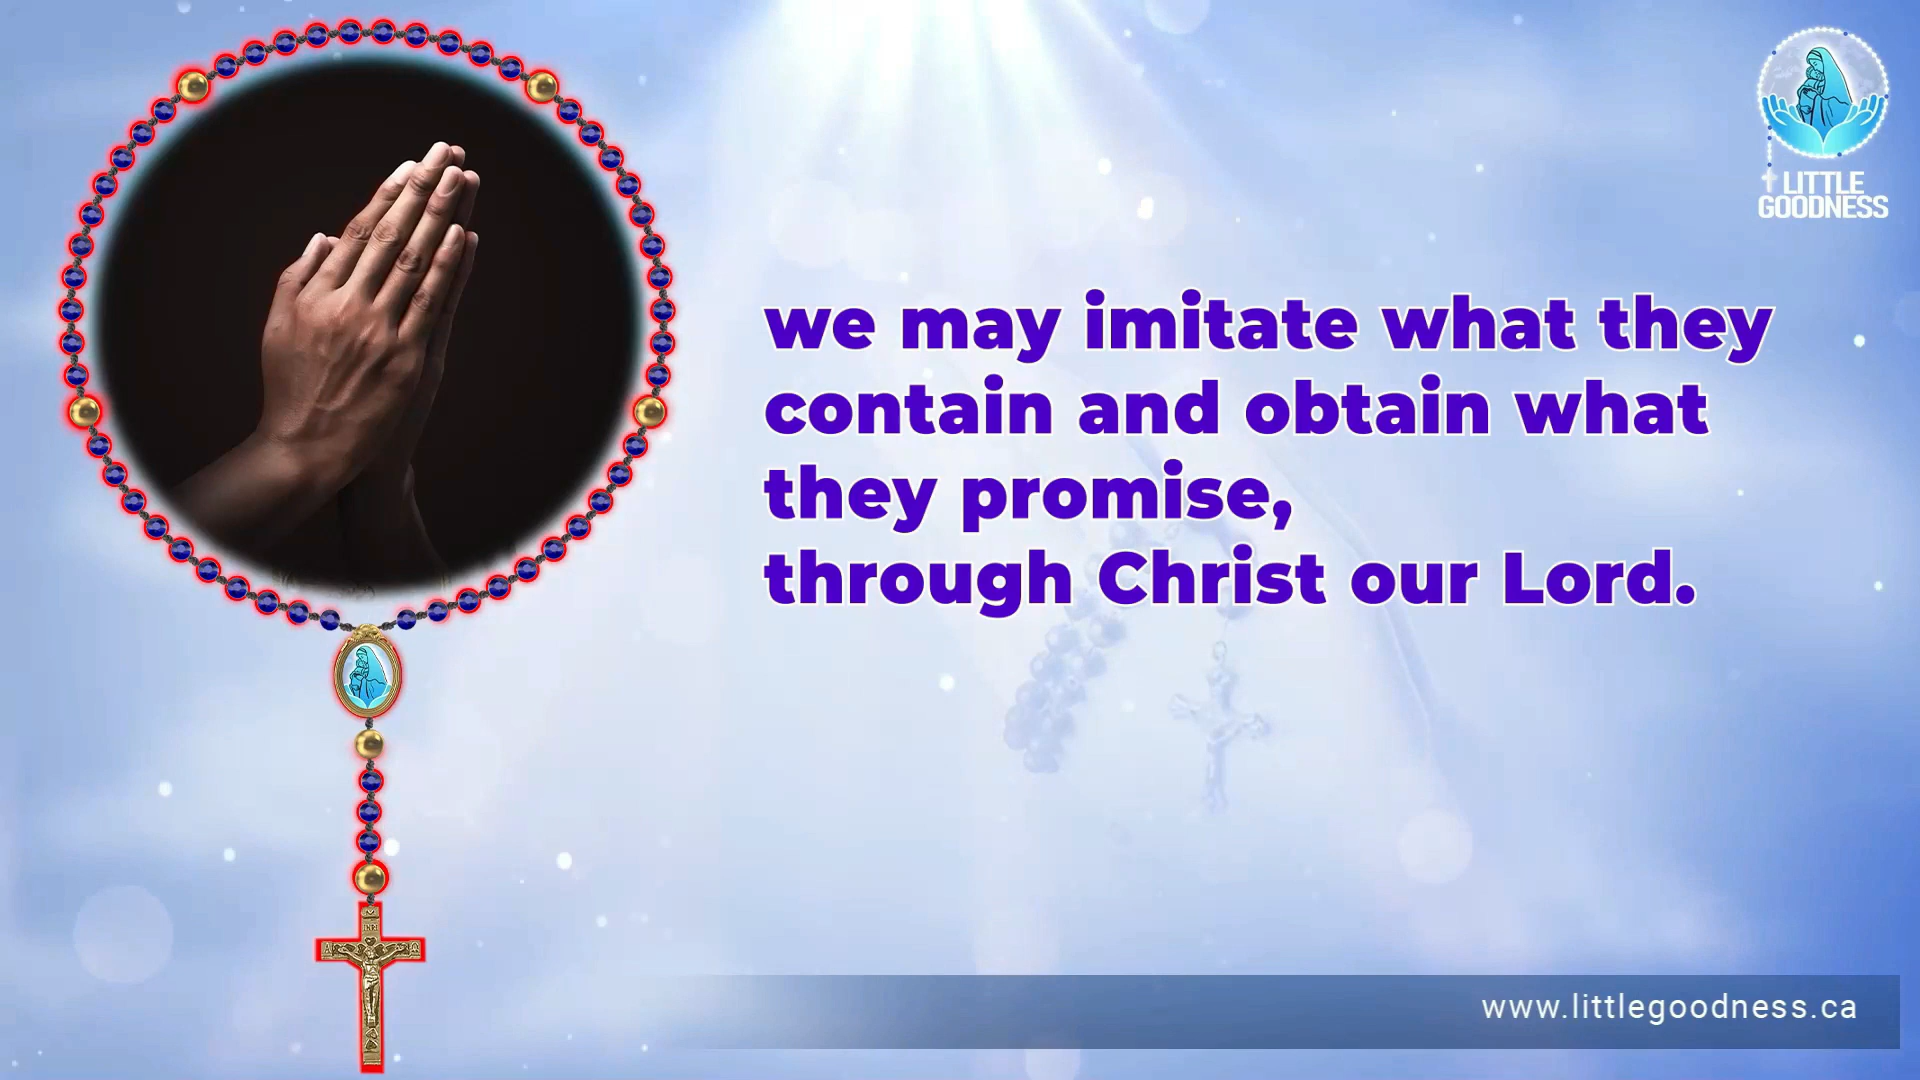 LITTLE
GOODNESS
we may imitate what they
contain and obtain what
they promise,
through Christ our Lord.
INRI
www.littlegoodness.ca